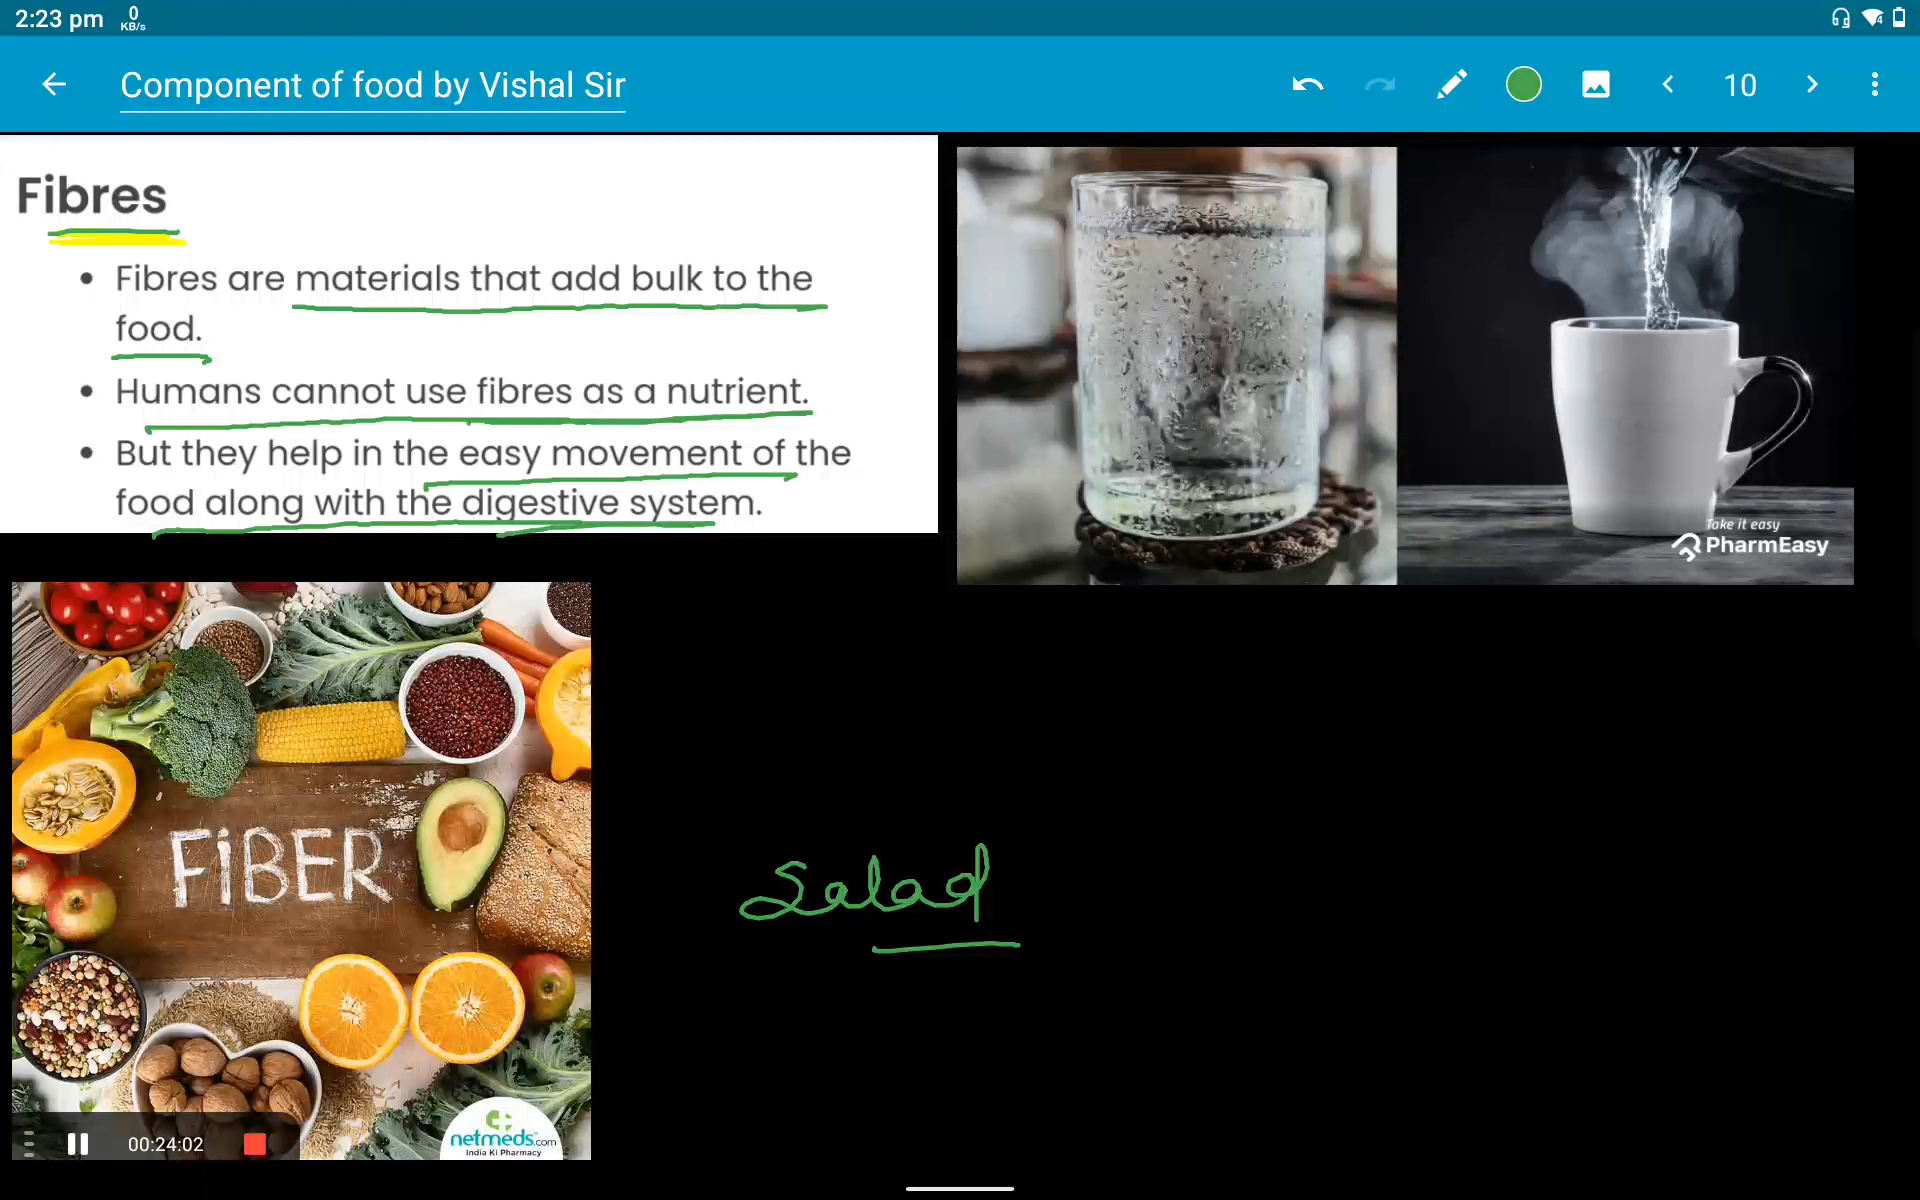 2:23 pm
0
KB/s
Component of food by Vishal Sir
10
Fibres
Fibres are materials that add bulk to the
food.
Humans cannot use fibres as a nutrient.
But they help in the easy movement of the
food along with the digestive system.
Take it easy
PharmEasy
FiBER
Salad
00:24:02
netmeds.com
India Ki Pharmacy